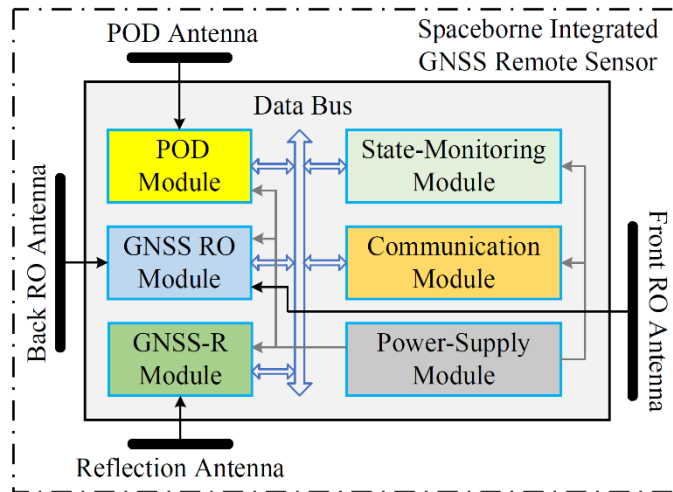 POD Antenna
Spaceborne Integrated
GNSS Remote Sensor
Data Bus
POD
Module
State-Monitoring
Module
Back RO Antenna
GNSS RO
Module
Communication
Module
Front RO Antenna
GNSS-R
Module
Power-Supply
Module
Reflection Antenna